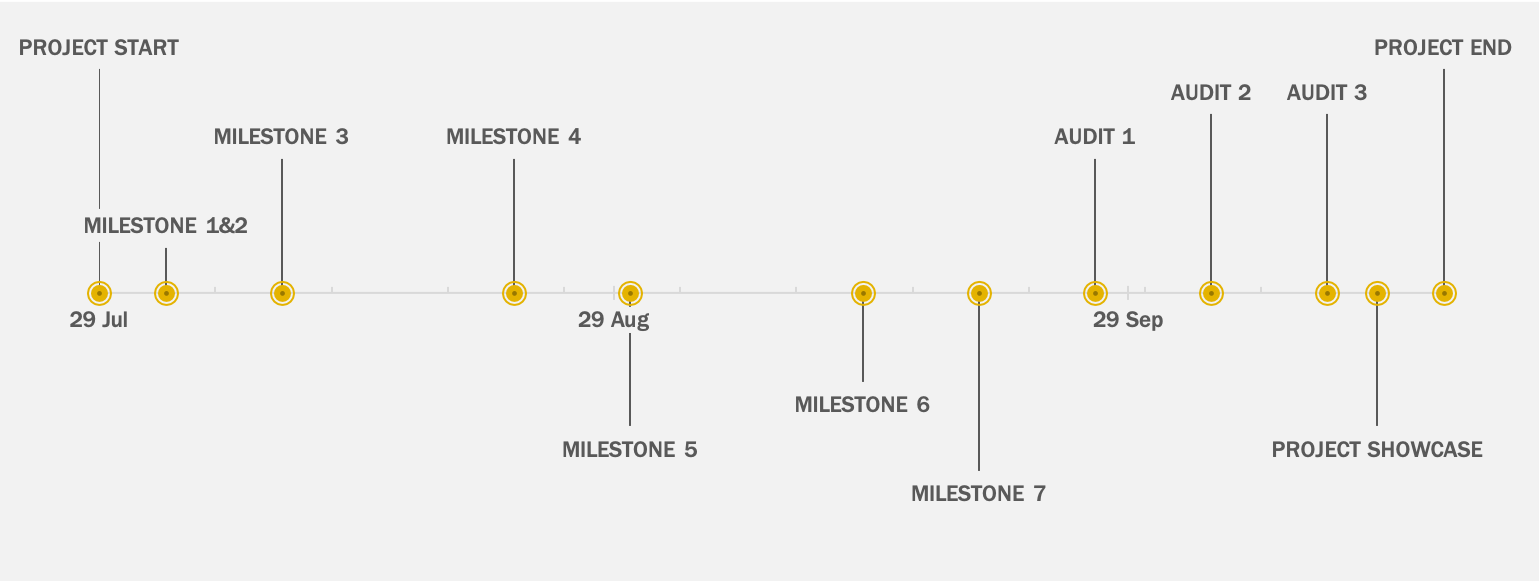 PROJECT START
PROJECT END
AUDIT 2
AUDIT 3
MILESTONE 3
MILESTONE 4
AUDIT 1
MILESTONE 1&2
29 Jul
29 Aug
29 Sep
MILESTONE 6
MILESTONE 5
PROJECT SHOWCASE
MILESTONE 7